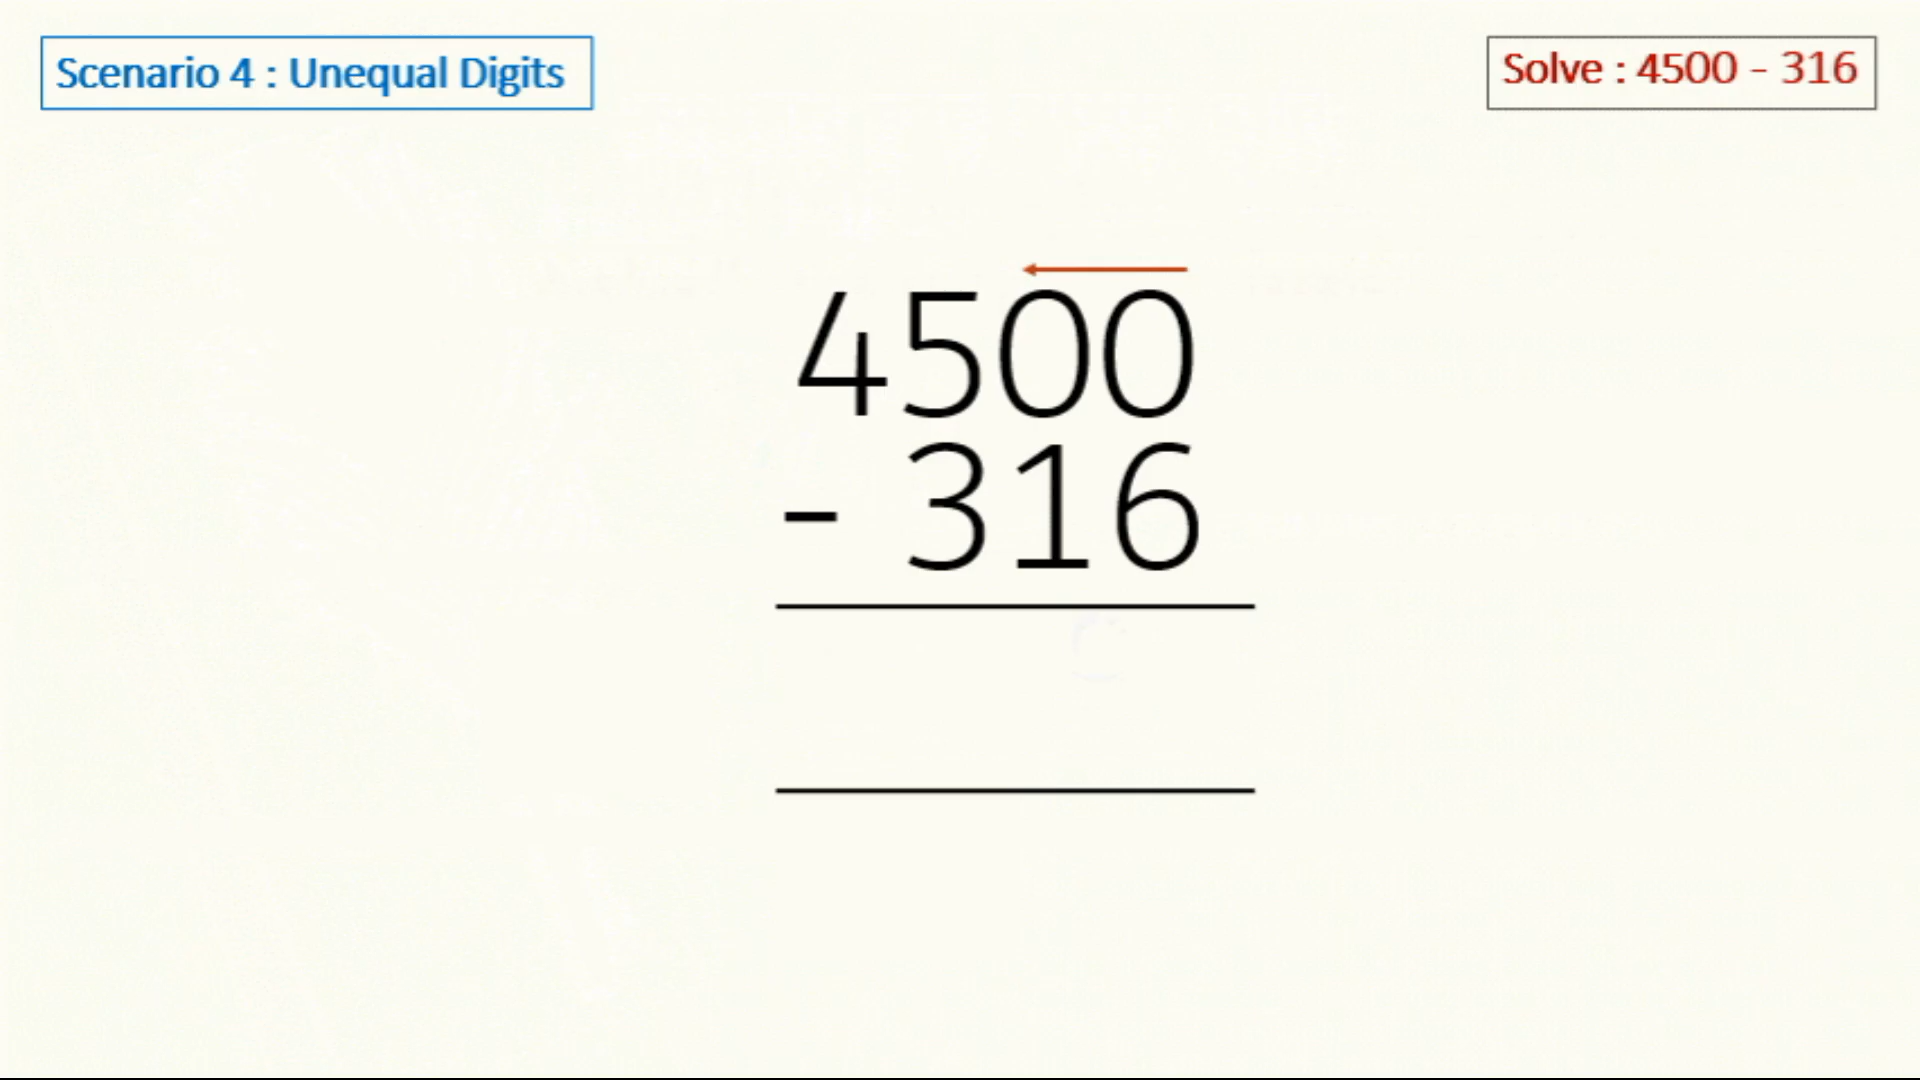 Scenario 4 : Unequal Digits
Solve : 4500 - 316
4500
- 316